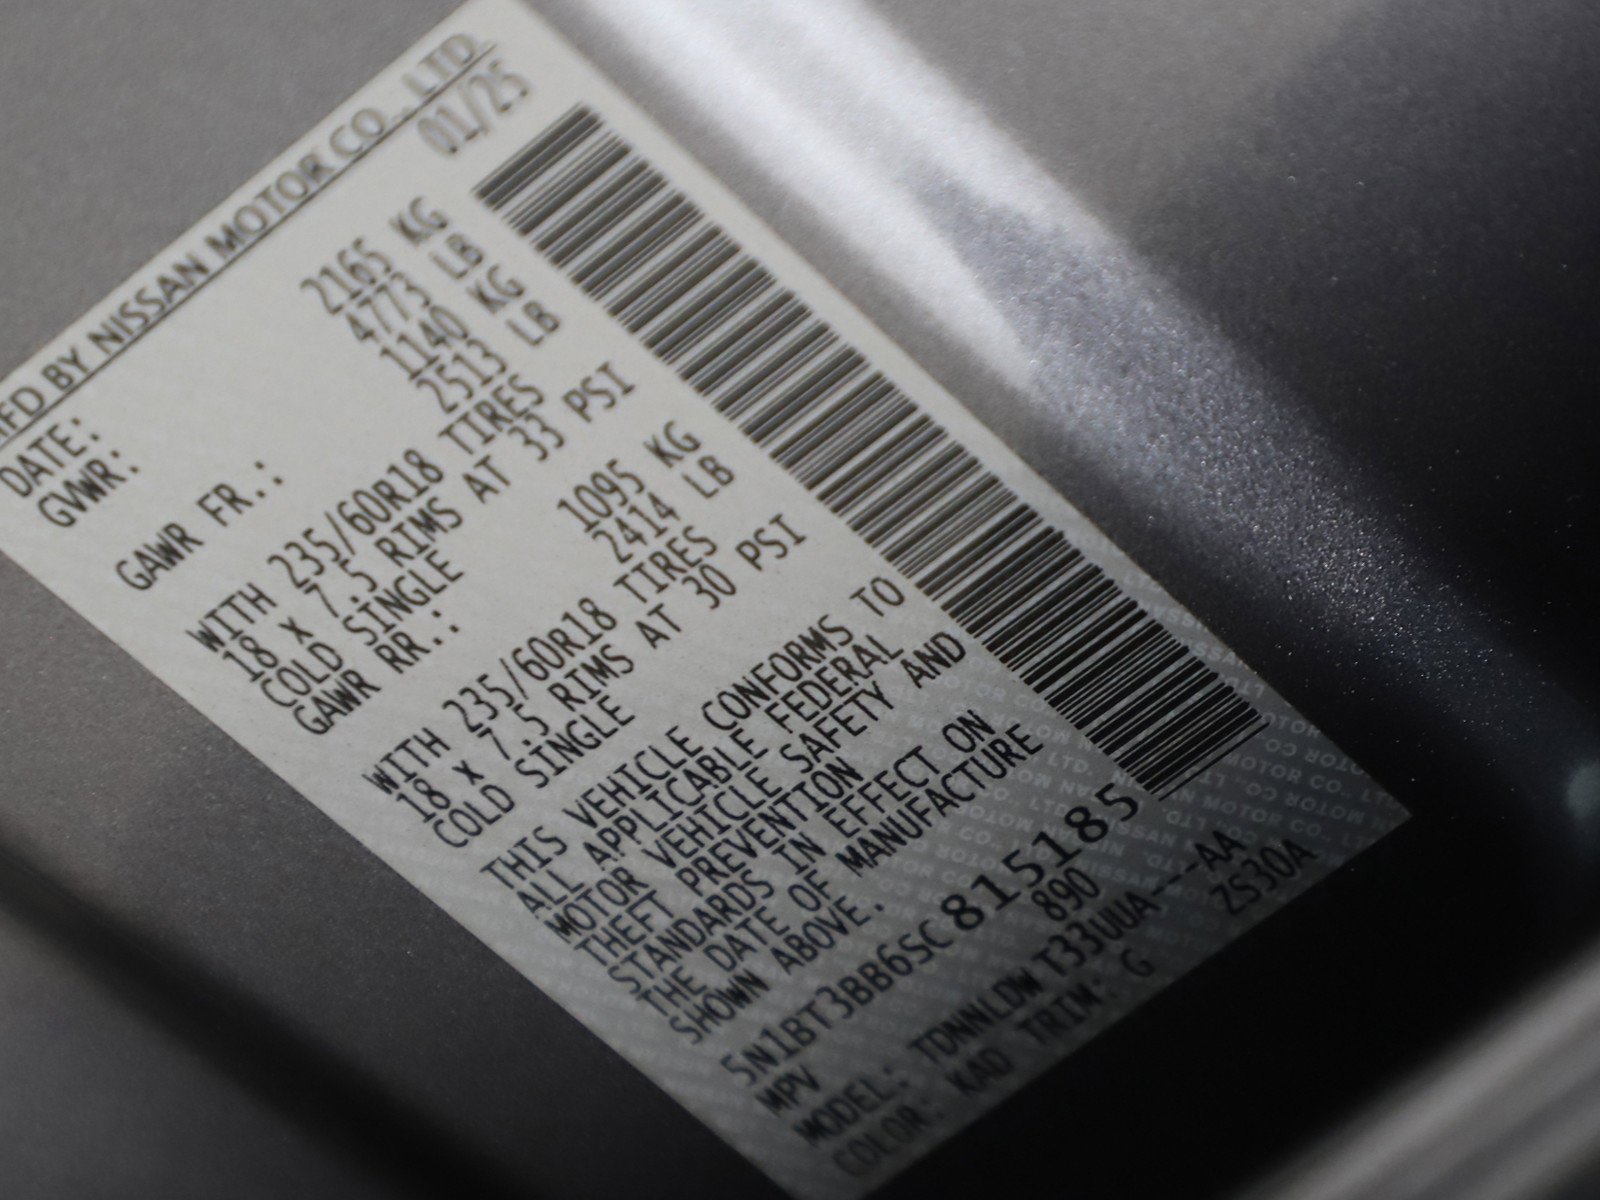 MFD BY NISSAN MOTOR CO., LTD.
DATE: 01/25
GVWR: 2165 KG
4773 LB
GAWR FR.: 1140 KG
2513 LB
WITH 235/60R18 TIRES
18 x 7.5 RIMS AT 33 PSI
COLD SINGLE
GAWR RR.: 1095 KG
2414 LB
WITH 235/60R18 TIRES
18 x 7.5 RIMS AT 30 PSI
COLD SINGLE
THIS VEHICLE CONFORMS TO
ALL APPLICABLE FEDERAL
MOTOR VEHICLE SAFETY AND
THEFT PREVENTION
STANDARDS IN EFFECT ON
THE DATE OF MANUFACTURE
SHOWN ABOVE.
5N1BT3BB6SC815185
MPV 890
MODEL: TDNNLDWT33UUA---AA
COLOR: KAD TRIM: G ZS30A